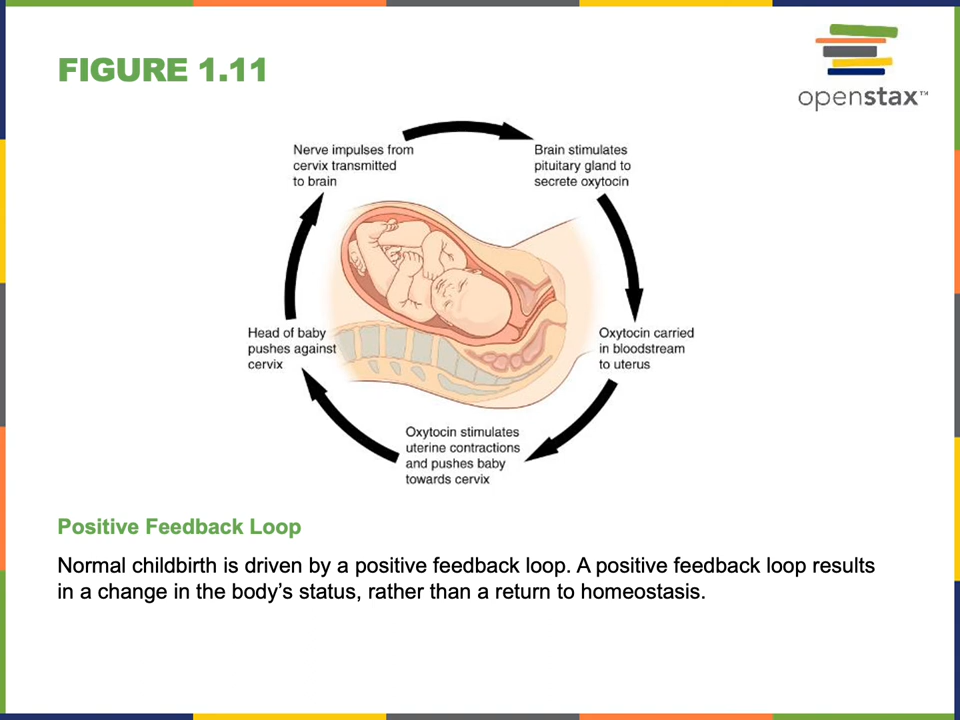 FIGURE 1.11
openstax™
Nerve impulses from
cervix transmitted
to brain
Brain stimulates
pituitary gland to
secrete oxytocin
Oxytocin carried
in bloodstream
to uterus
Oxytocin stimulates
uterine contractions
and pushes baby
towards cervix
Head of baby
pushes against
cervix
Positive Feedback Loop
Normal childbirth is driven by a positive feedback loop. A positive feedback loop results
in a change in the body’s status, rather than a return to homeostasis.